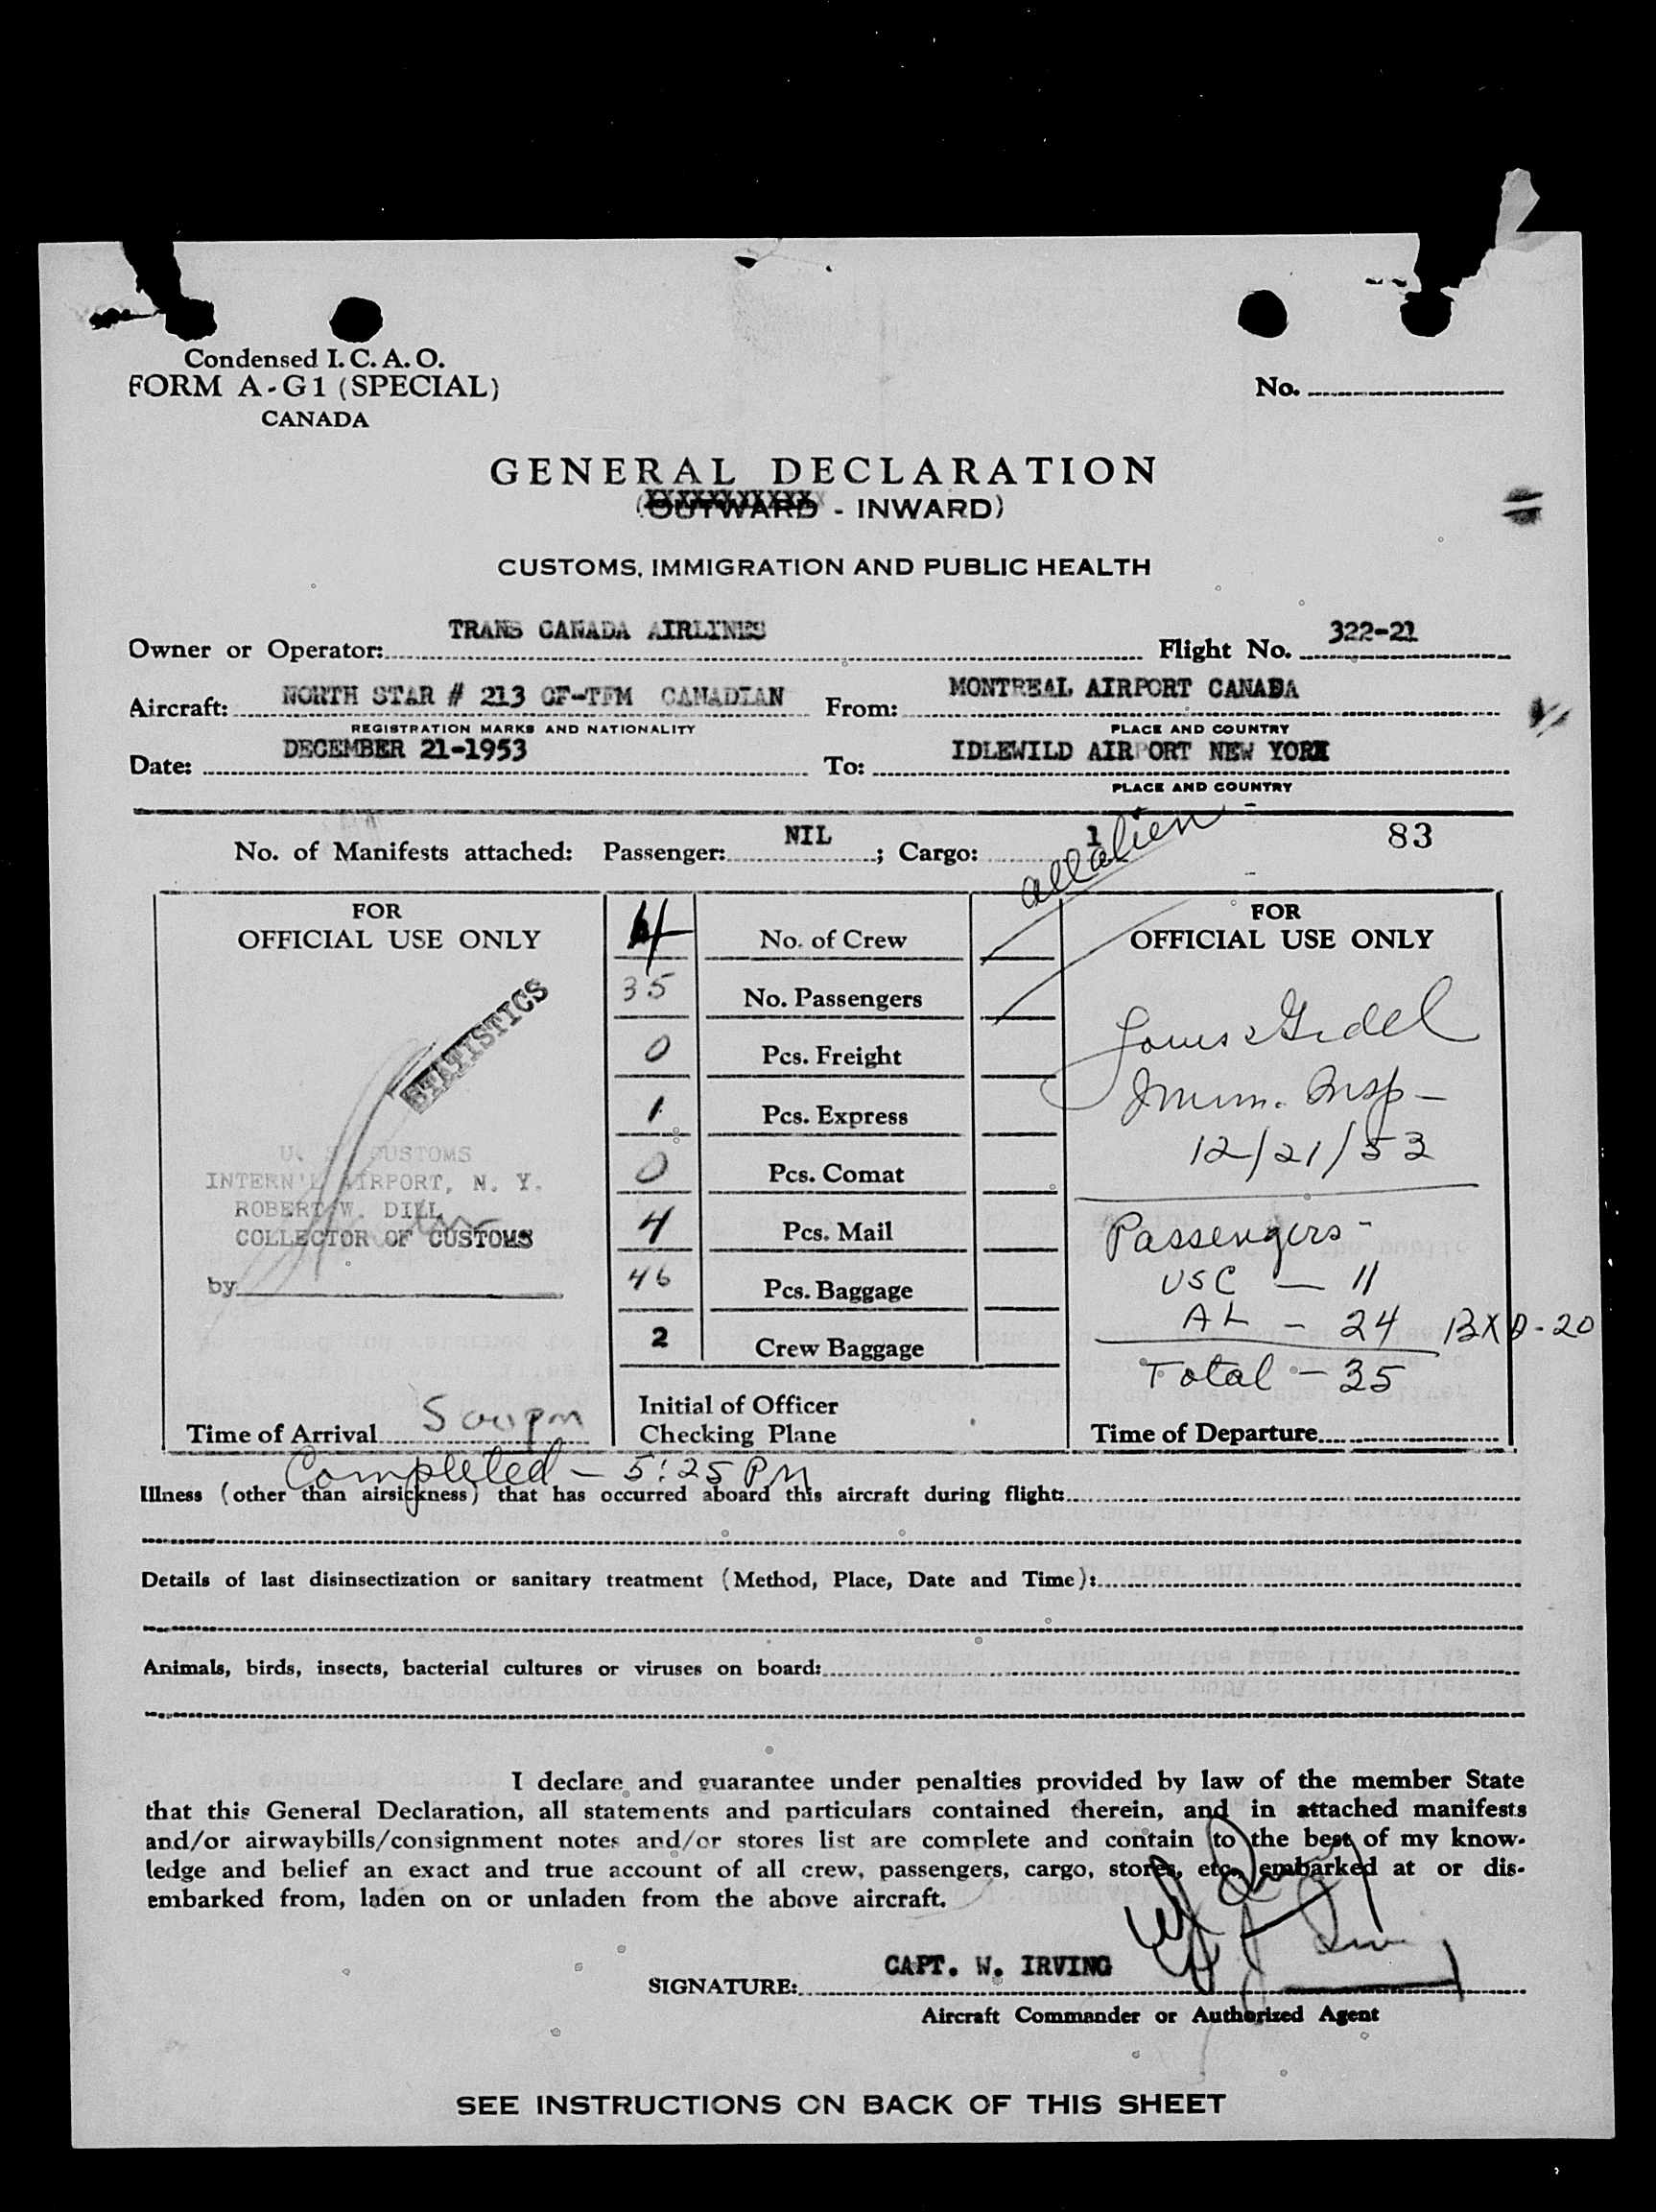 Condensed I. C. A. O.
FORM A-G1 (SPECIAL)
CANADA
No.
GENERAL DECLARATION
(OUTWARD - INWARD)
CUSTOMS, IMMIGRATION AND PUBLIC HEALTH
Owner or Operator: TRANS CANADA AIRLINES Flight No. 322-21
Aircraft: NORTH STAR # 213 CF-TFM CANADIAN From: MONTREAL AIRPORT CANADA
REGISTRATION MARKS AND NATIONALITY PLACE AND COUNTRY
Date: DECEMBER 21-1953 To: IDLEWILD AIRPORT NEW YORK
PLACE AND COUNTRY
No. of Manifests attached: Passenger: NIL; Cargo: 1 83
all alien
FOR
OFFICIAL USE ONLY
STATISTICS
U. S. CUSTOMS
INTERN'L AIRPORT, N. Y.
ROBERT W. DILL
COLLECTOR OF CUSTOMS
by
Time of Arrival 5 00 pm
4 No. of Crew
35 No. Passengers
0 Pcs. Freight
1 Pcs. Express
0 Pcs. Comat
4 Pcs. Mail
46 Pcs. Baggage
2 Crew Baggage
Initial of Officer
Checking Plane
FOR
OFFICIAL USE ONLY
Immn. Insp-
12/21/53
Passengers-
USC - 11
AL - 24 13X0-20
Total - 35
Time of Departure
Completed - 5:25 PM
Illness (other than airsickness) that has occurred aboard this aircraft during flight:
Details of last disinsectization or sanitary treatment (Method, Place, Date and Time):
Animals, birds, insects, bacterial cultures or viruses on board:
I declare and guarantee under penalties provided by law of the member State
that this General Declaration, all statements and particulars contained therein, and in attached manifests
and/or airwaybills/consignment notes and/or stores list are complete and contain to the best of my know-
ledge and belief an exact and true account of all crew, passengers, cargo, stores, etc. embarked at or dis-
embarked from, laden on or unladen from the above aircraft.
SIGNATURE: CAPT. W. IRVING
Aircraft Commander or Authorized Agent
SEE INSTRUCTIONS ON BACK OF THIS SHEET